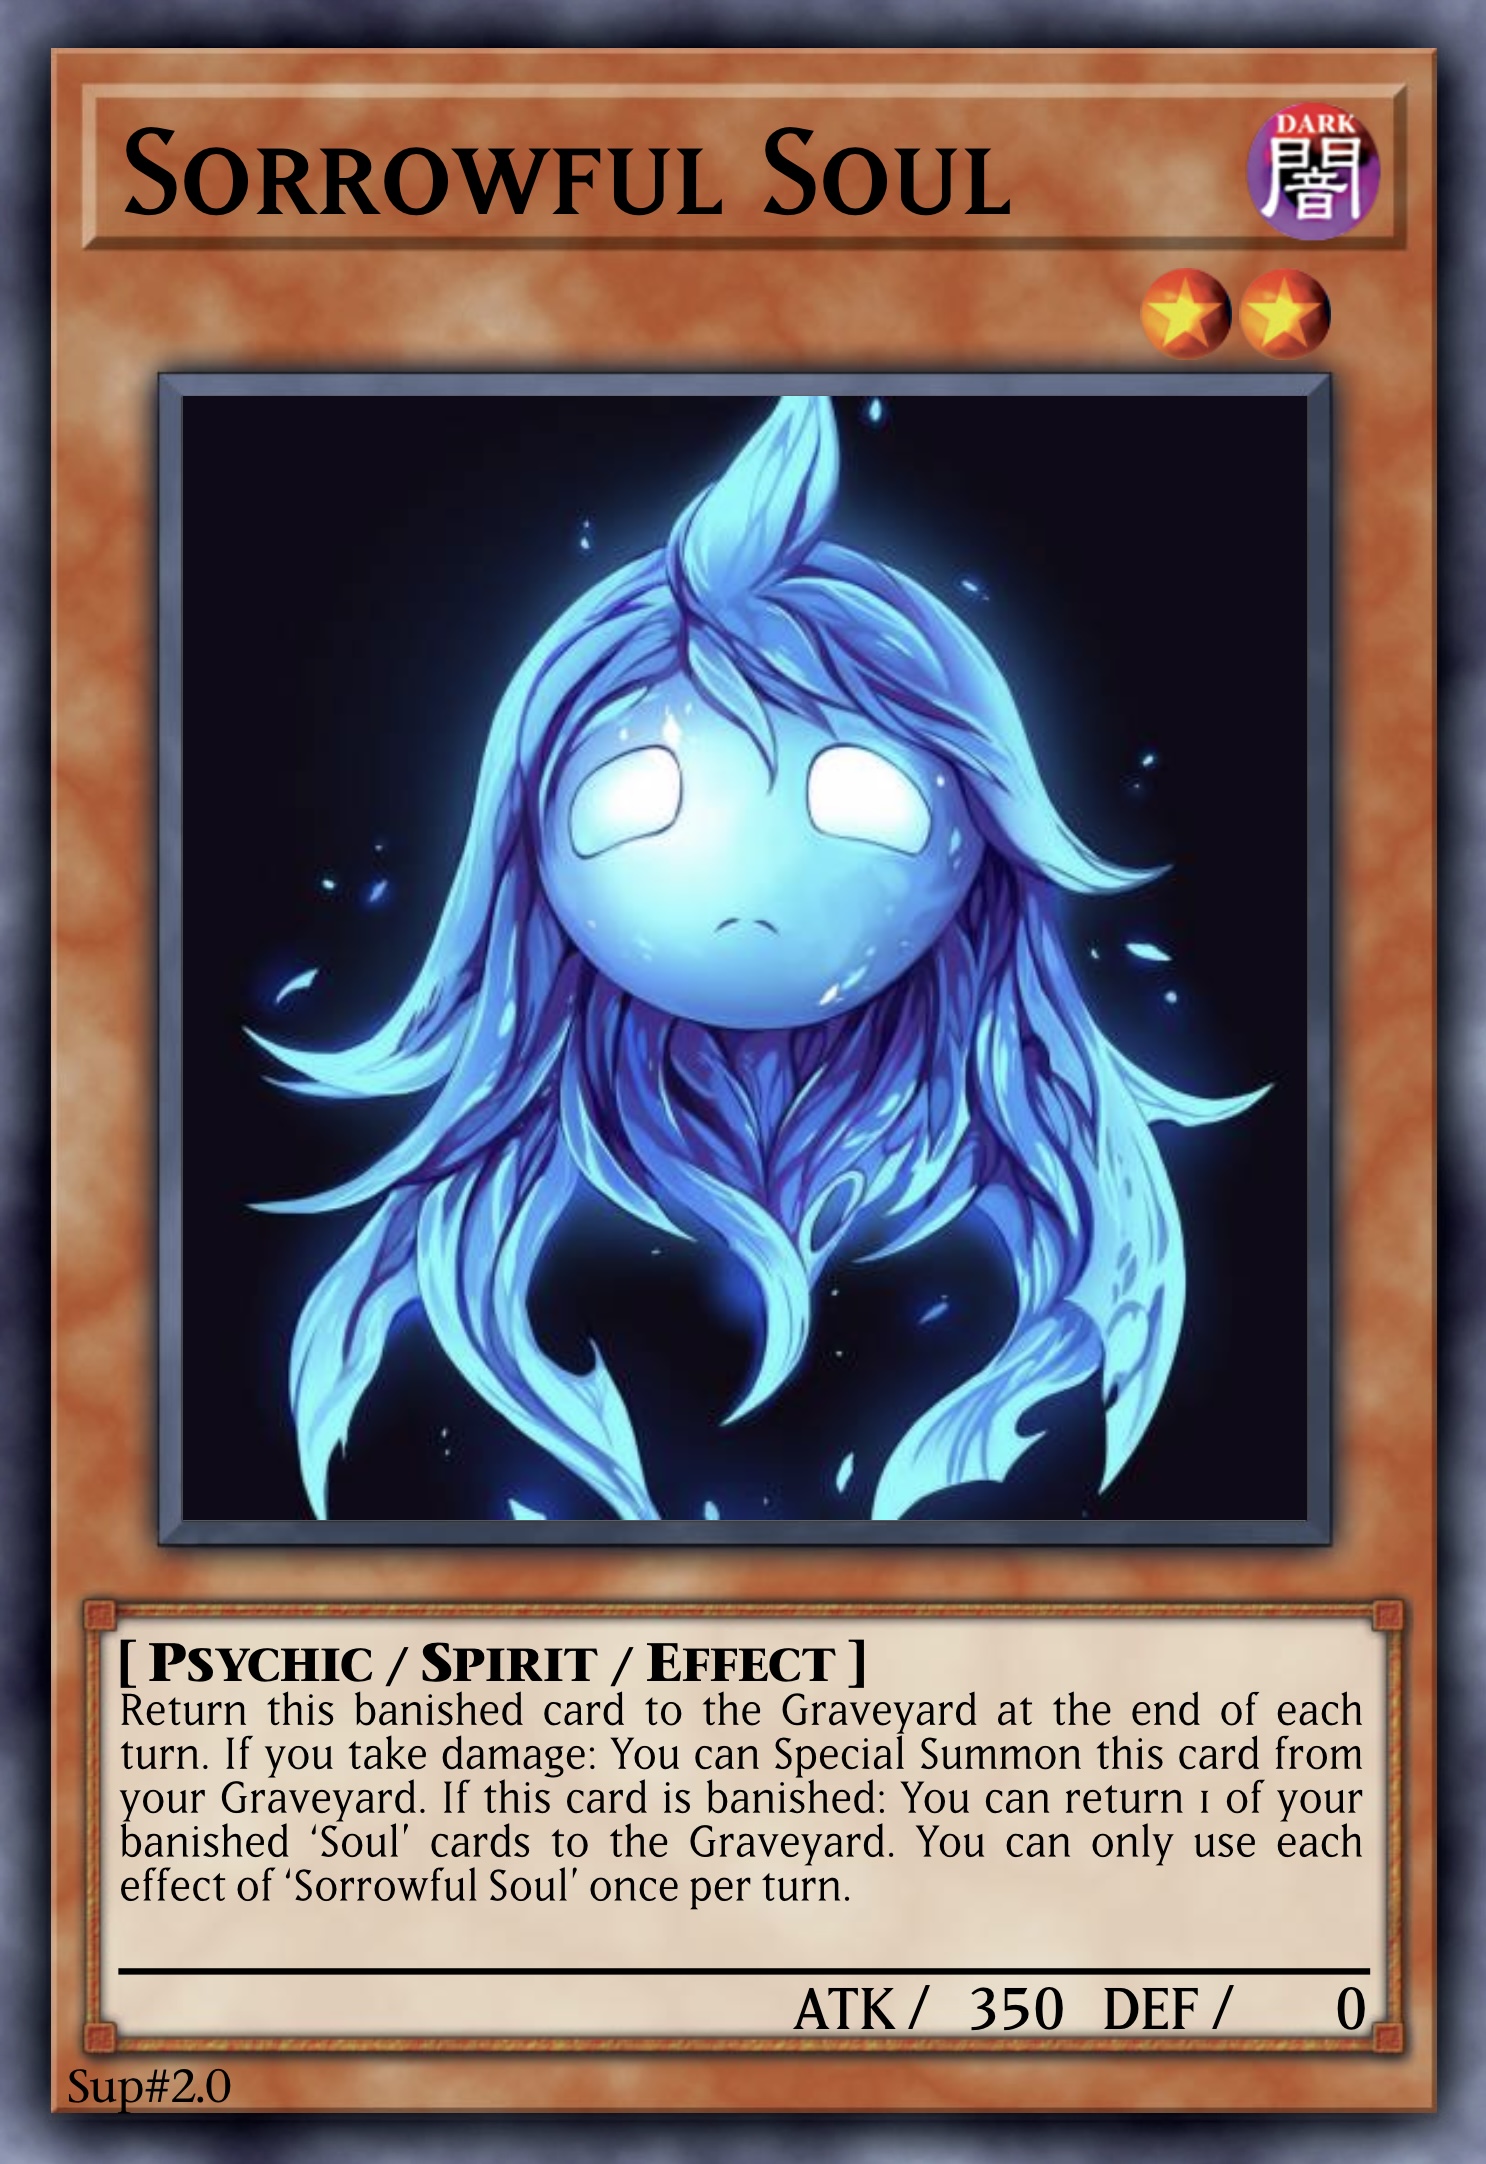 Sorrowful Soul
DARK
闇
[ Psychic / Spirit / Effect ]
Return this banished card to the Graveyard at the end of each
turn. If you take damage: You can Special Summon this card from
your Graveyard. If this card is banished: You can return 1 of your
banished ‘Soul’ cards to the Graveyard. You can only use each
effect of ‘Sorrowful Soul’ once per turn.
ATK / 350 DEF / 0
Sup#2.0